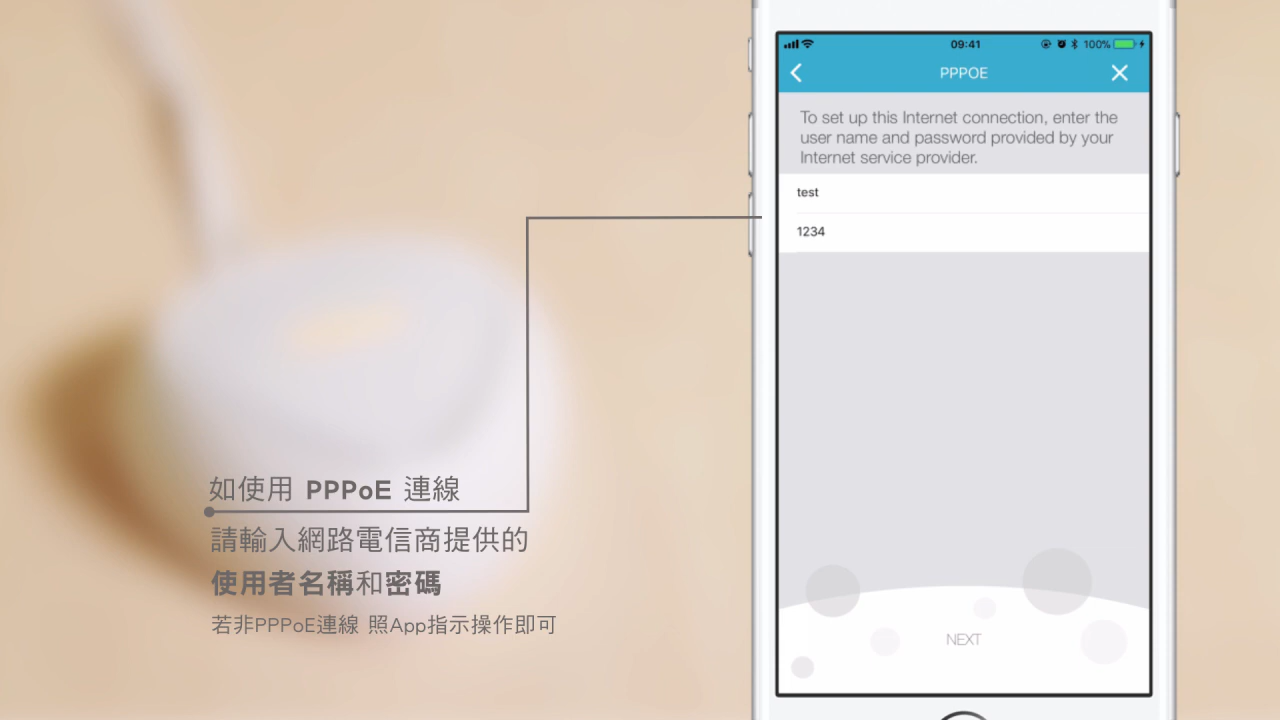 09:41
100%
PPPOE
To set up this Internet connection, enter the
user name and password provided by your
Internet service provider.
test
1234
NEXT
如使用 PPPoE 連線
請輸入網路電信商提供的
使用者名稱和密碼
若非PPPoE連線 照App指示操作即可